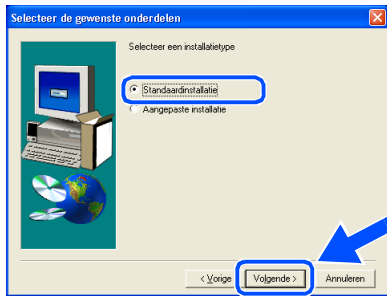 Selecteer de gewenste onderdelen
Selecteer een installatietype
Standaardinstallatie
Aangepaste installatie
< Vorige
Volgende >
Annuleren